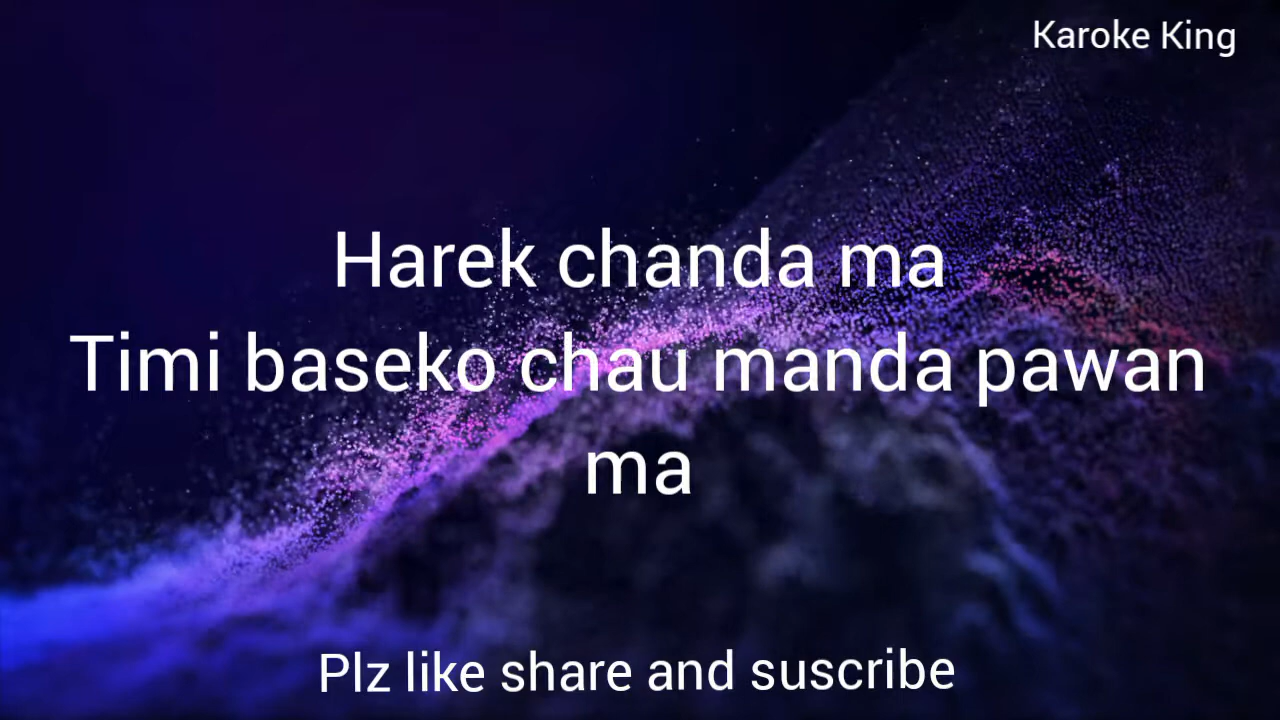 Karoke King
Harek chanda ma
Timi baseko chau manda pawan
ma
Plz like share and suscribe